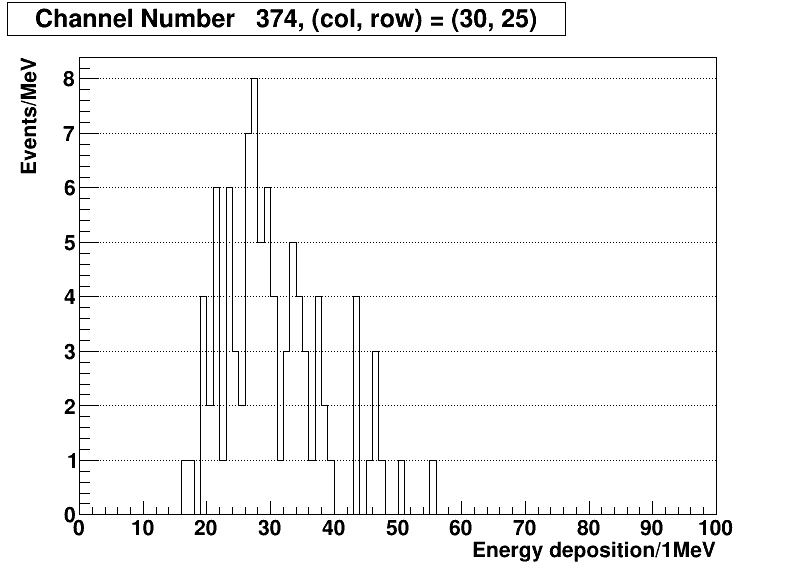 Channel Number 374, (col, row) = (30, 25)
Events/MeV
8
7
6
5
4
3
2
1
0
0 10 20 30 40 50 60 70 80 90 100
Energy deposition/1MeV